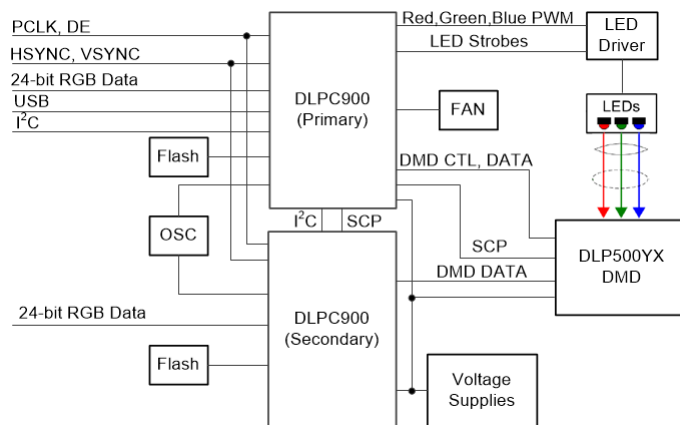 PCLK, DE
HSYNC, VSYNC
24-bit RGB Data
USB
I²C
Flash
OSC
DLPC900
(Primary)
Red,Green,Blue PWM
LED Strobes
LED
Driver
LEDs
FAN
DMD CTL, DATA
I²C
SCP
SCP
DMD DATA
DLP500YX
DMD
24-bit RGB Data
Flash
DLPC900
(Secondary)
Voltage
Supplies